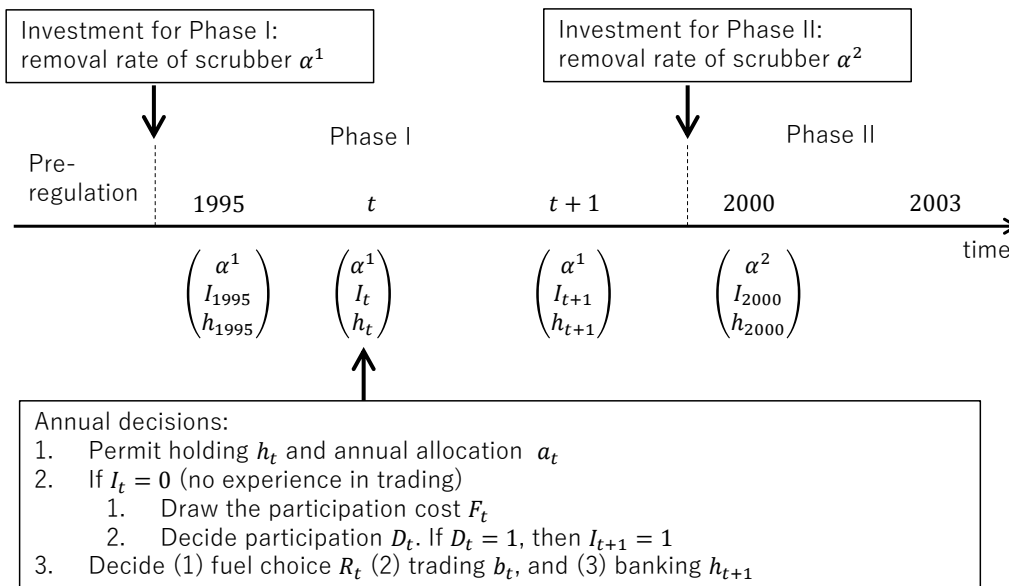 Investment for Phase I:
removal rate of scrubber α¹
Investment for Phase II:
removal rate of scrubber α²
Phase I
Phase II
Pre-
regulation
1995
t
t + 1
2000
2003
time
α¹
I₁₉₉₅
h₁₉₉₅
α¹
Iₜ
hₜ
α¹
Iₜ₊₁
hₜ₊₁
α²
I₂₀₀₀
h₂₀₀₀
Annual decisions:
1. Permit holding hₜ and annual allocation aₜ
2. If Iₜ = 0 (no experience in trading)
1. Draw the participation cost Fₜ
2. Decide participation Dₜ. If Dₜ = 1, then Iₜ₊₁ = 1
3. Decide (1) fuel choice Rₜ (2) trading bₜ, and (3) banking hₜ₊₁